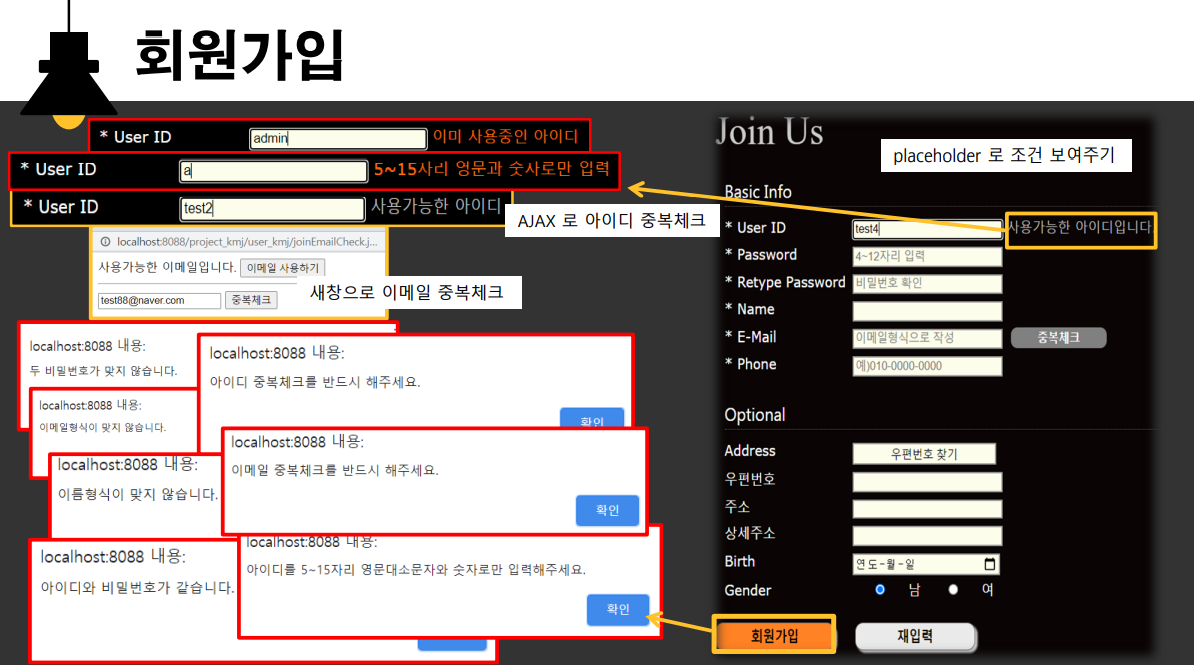 회원가입
* User ID admin 이미 사용중인 아이디
* User ID a 5~15사리 영문과 숫사로만 입력
* User ID test2 사용가능한 아이디
AJAX 로 아이디 중복체크
localhost:8088/project_kmj/user_kmj/joinEmailCheck.j...
사용가능한 이메일입니다. 이메일 사용하기
test88@naver.com 중복체크
새창으로 이메일 중복체크
localhost:8088 내용:
두 비밀번호가 맞지 않습니다.
localhost:8088 내용:
아이디 중복체크를 반드시 해주세요.
확인
localhost:8088 내용:
이메일형식이 맞지 않습니다.
localhost:8088 내용:
이메일 중복체크를 반드시 해주세요.
확인
localhost:8088 내용:
이름형식이 맞지 않습니다.
localhost:8088 내용:
아이디와 비밀번호가 같습니다.
localhost:8088 내용:
아이디를 5~15자리 영문대소문자와 숫자로만 입력해주세요.
확인
Join Us
placeholder 로 조건 보여주기
Basic Info
* User ID test4 사용가능한 아이디입니다.
* Password 4~12자리 입력
* Retype Password 비밀번호 확인
* Name
* E-Mail 이메일형식으로 작성 중복체크
* Phone 예)010-0000-0000
Optional
Address 우편번호 찾기
우편번호
주소
상세주소
Birth 연도-월-일
Gender 남 여
회원가입 재입력